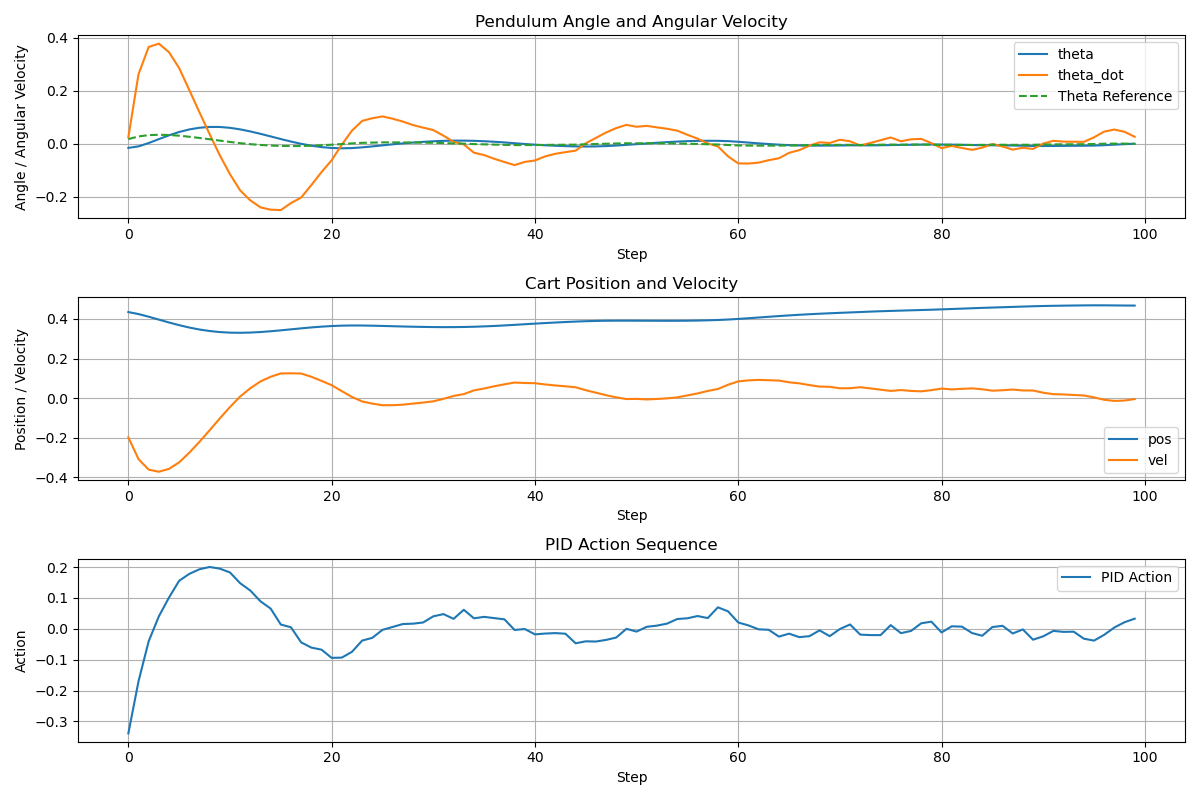 Pendulum Angle and Angular Velocity
Angle / Angular Velocity
0.4
0.2
0.0
−0.2
theta
theta_dot
Theta Reference
0 20 40 60 80 100
Step
Cart Position and Velocity
Position / Velocity
0.4
0.2
0.0
−0.2
−0.4
pos
vel
0 20 40 60 80 100
Step
PID Action Sequence
Action
0.2
0.1
0.0
−0.1
−0.2
−0.3
PID Action
0 20 40 60 80 100
Step